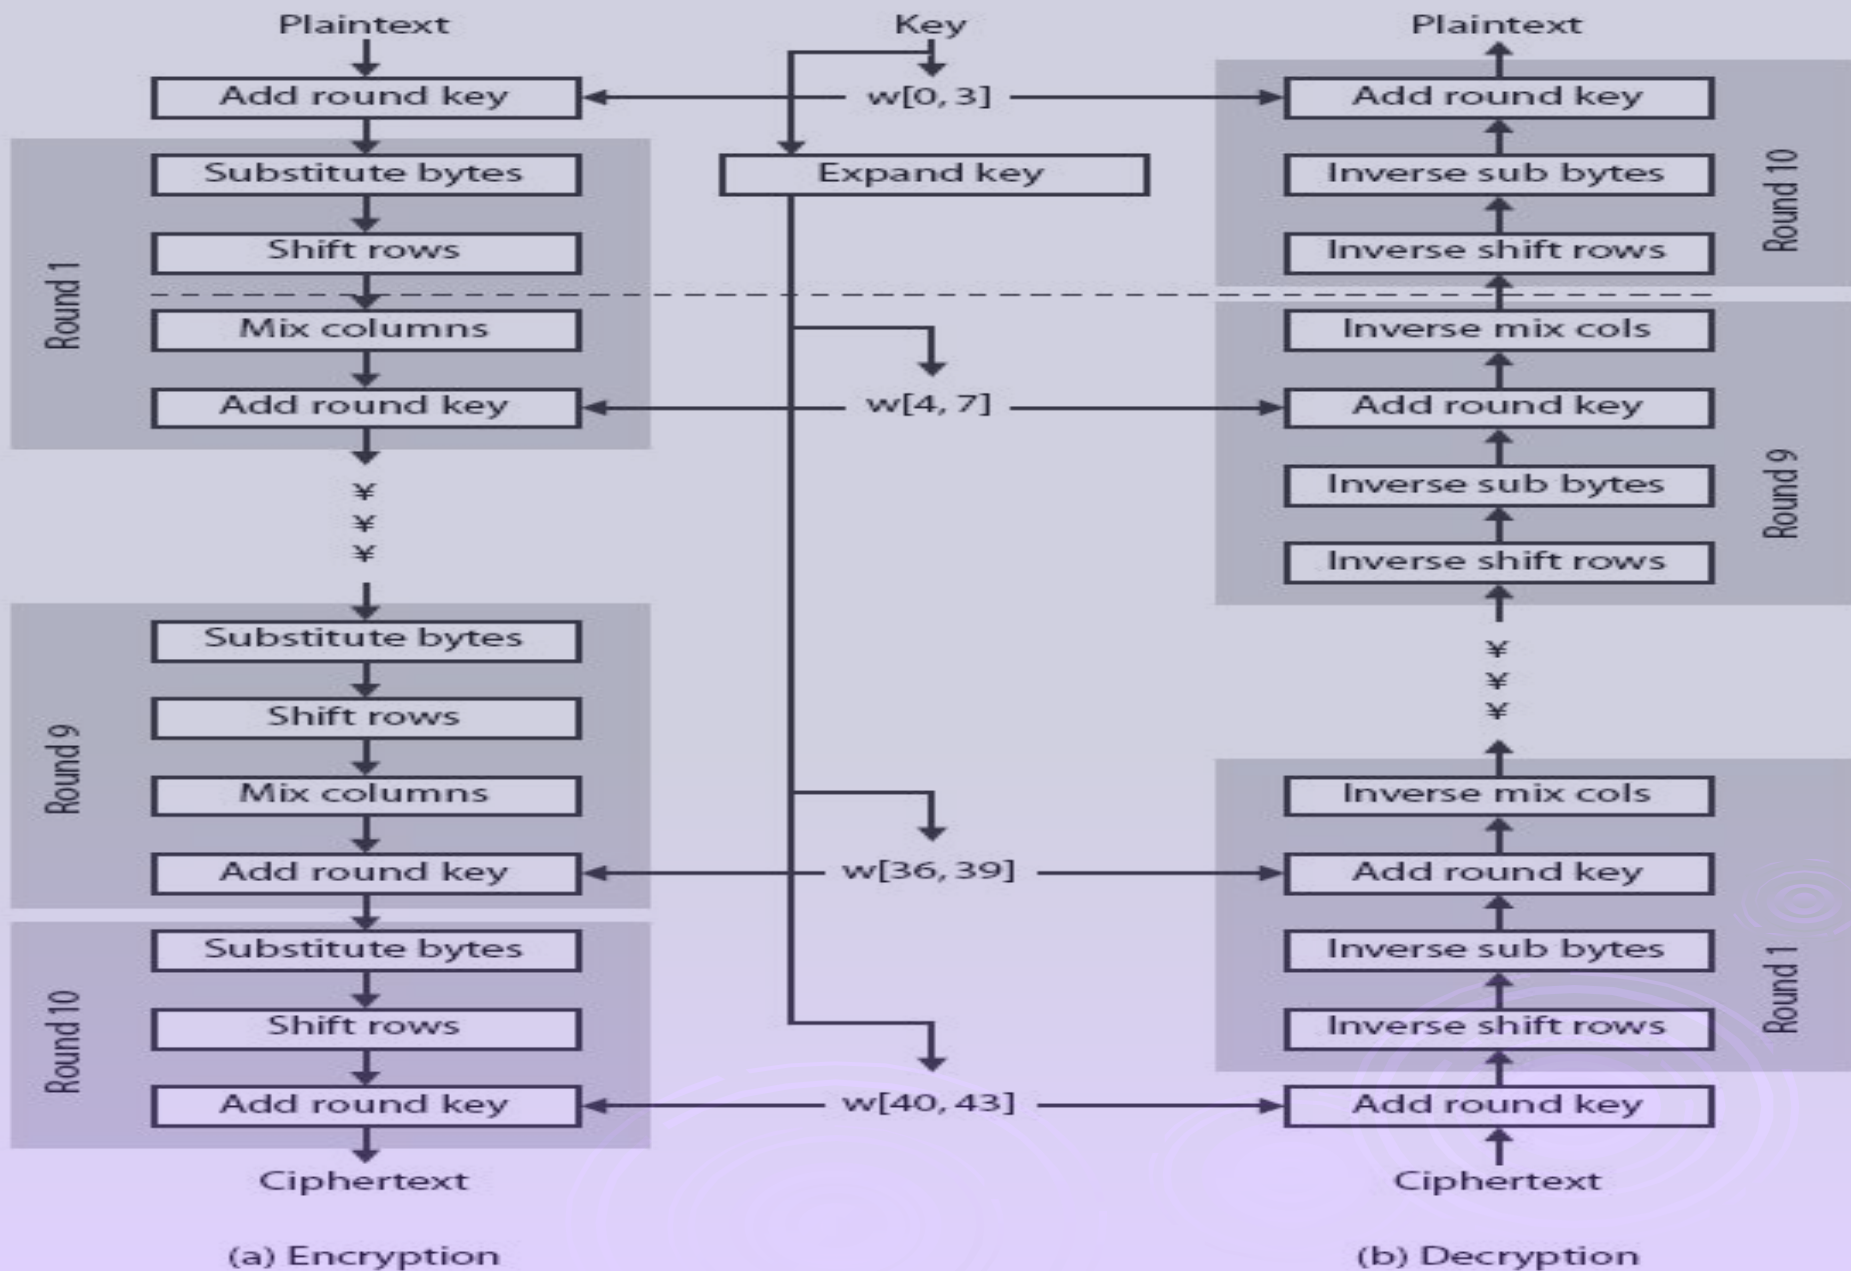 Plaintext
Add round key
Round 1
Substitute bytes
Shift rows
Mix columns
Add round key
¥
¥
¥
Round 9
Substitute bytes
Shift rows
Mix columns
Add round key
Round 10
Substitute bytes
Shift rows
Add round key
Ciphertext
(a) Encryption
Key
w[0, 3]
Expand key
w[4, 7]
w[36, 39]
w[40, 43]
Plaintext
Add round key
Inverse sub bytes
Inverse shift rows
Round 10
Inverse mix cols
Add round key
Inverse sub bytes
Inverse shift rows
Round 9
¥
¥
¥
Inverse mix cols
Add round key
Inverse sub bytes
Inverse shift rows
Round 1
Add round key
Ciphertext
(b) Decryption